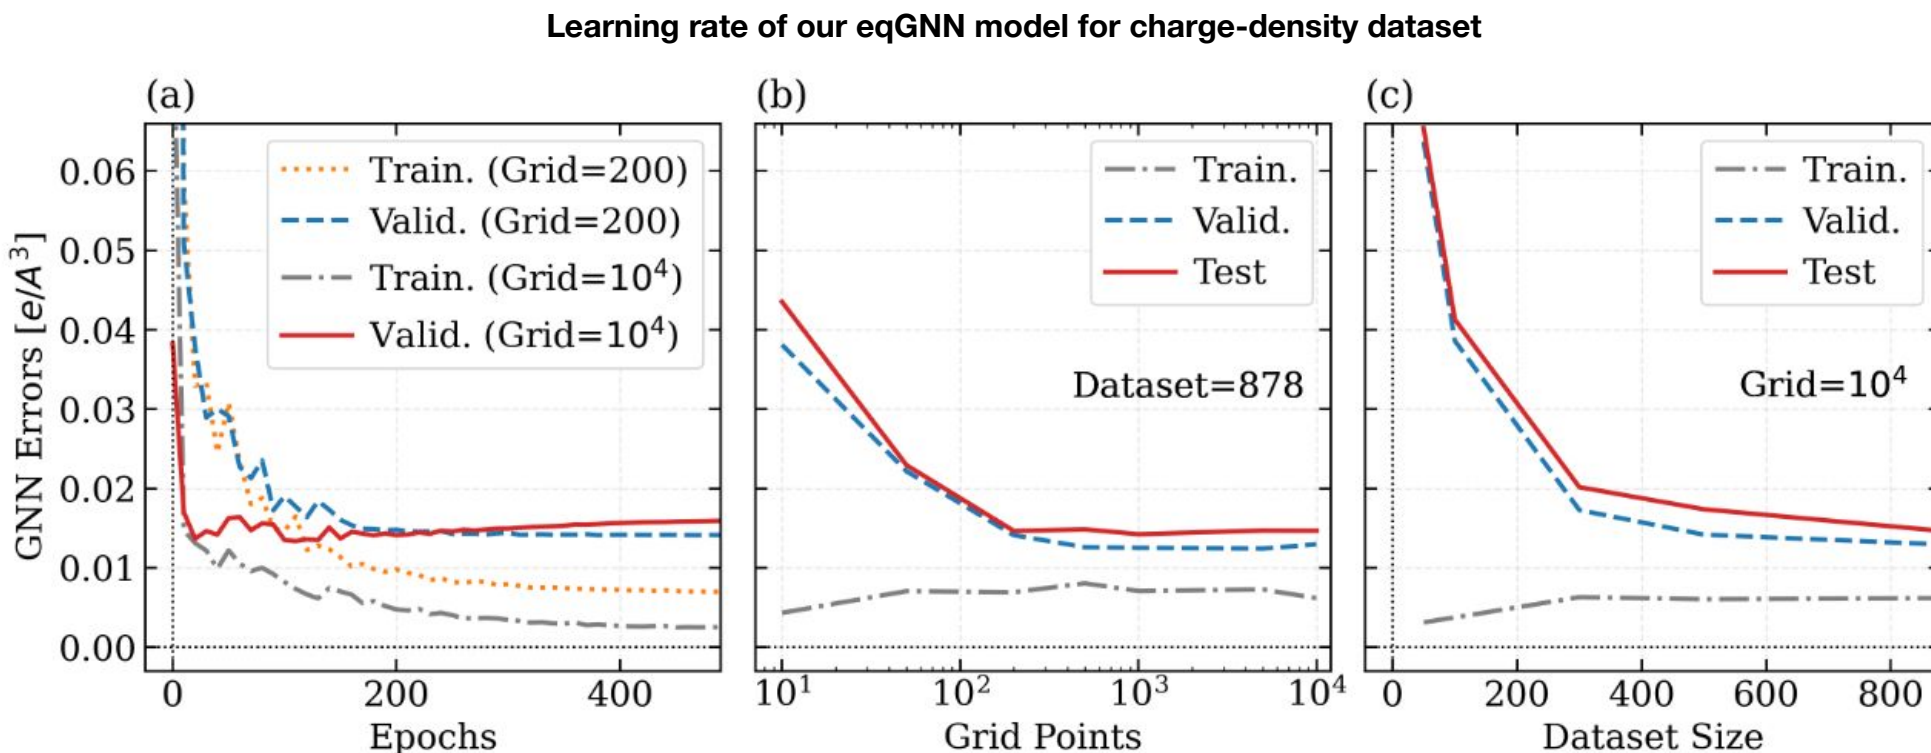 Learning rate of our eqGNN model for charge-density dataset
(a)
GNN Errors [e/A³]
0.06
0.05
0.04
0.03
0.02
0.01
0.00
Train. (Grid=200)
Valid. (Grid=200)
Train. (Grid=10⁴)
Valid. (Grid=10⁴)
0 200 400
Epochs
(b)
Train.
Valid.
Test
Dataset=878
10¹ 10² 10³ 10⁴
Grid Points
(c)
Train.
Valid.
Test
Grid=10⁴
0 200 400 600 800
Dataset Size